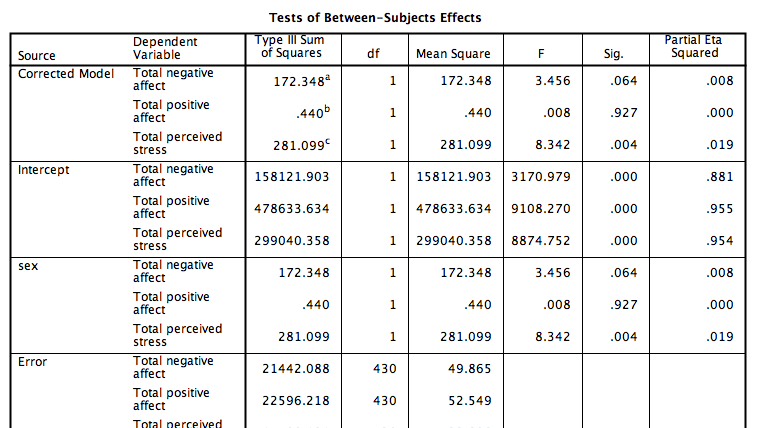 Tests of Between-Subjects Effects
Source Dependent Variable Type III Sum of Squares df Mean Square F Sig. Partial Eta Squared
Corrected Model Total negative affect 172.348a 1 172.348 3.456 .064 .008
Total positive affect .440b 1 .440 .008 .927 .000
Total perceived stress 281.099c 1 281.099 8.342 .004 .019
Intercept Total negative affect 158121.903 1 158121.903 3170.979 .000 .881
Total positive affect 478633.634 1 478633.634 9108.270 .000 .955
Total perceived stress 299040.358 1 299040.358 8874.752 .000 .954
sex Total negative affect 172.348 1 172.348 3.456 .064 .008
Total positive affect .440 1 .440 .008 .927 .000
Total perceived stress 281.099 1 281.099 8.342 .004 .019
Error Total negative affect 21442.088 430 49.865
Total positive affect 22596.218 430 52.549
Total perceived